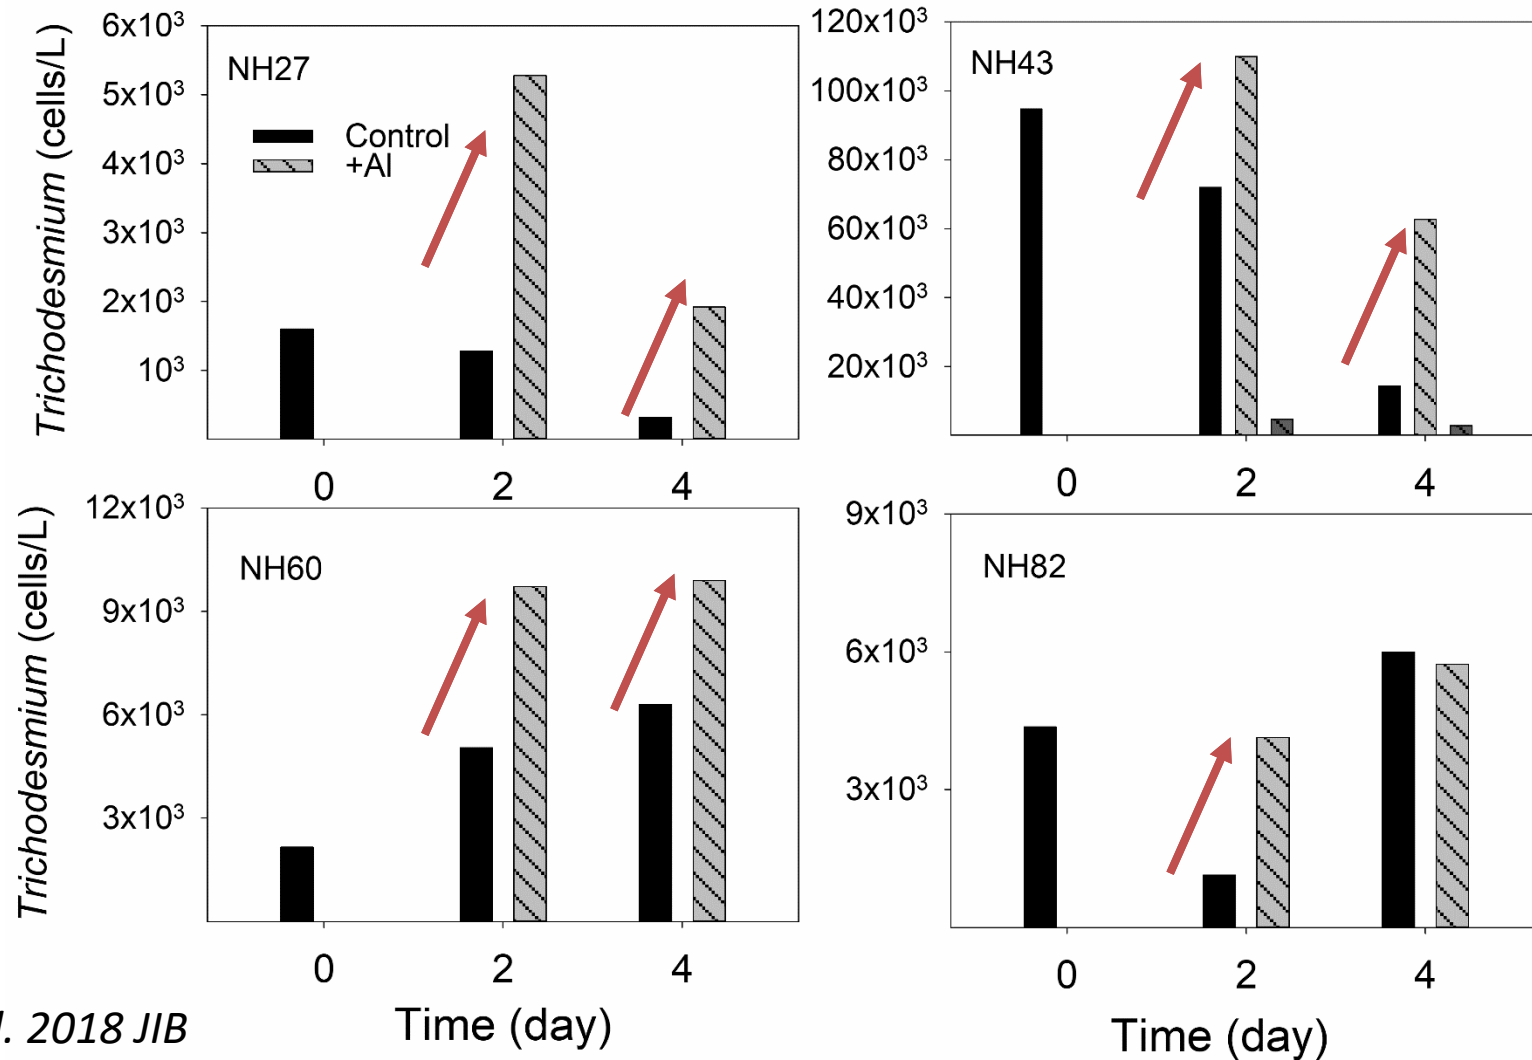 6x10³
5x10³
4x10³
3x10³
2x10³
10³
Trichodesmium (cells/L)
NH27
Control
+Al
0 2 4
120x10³
100x10³
80x10³
60x10³
40x10³
20x10³
NH43
0 2 4
12x10³
9x10³
6x10³
3x10³
Trichodesmium (cells/L)
NH60
0 2 4
Time (day)
9x10³
6x10³
3x10³
NH82
0 2 4
Time (day)
l. 2018 JIB